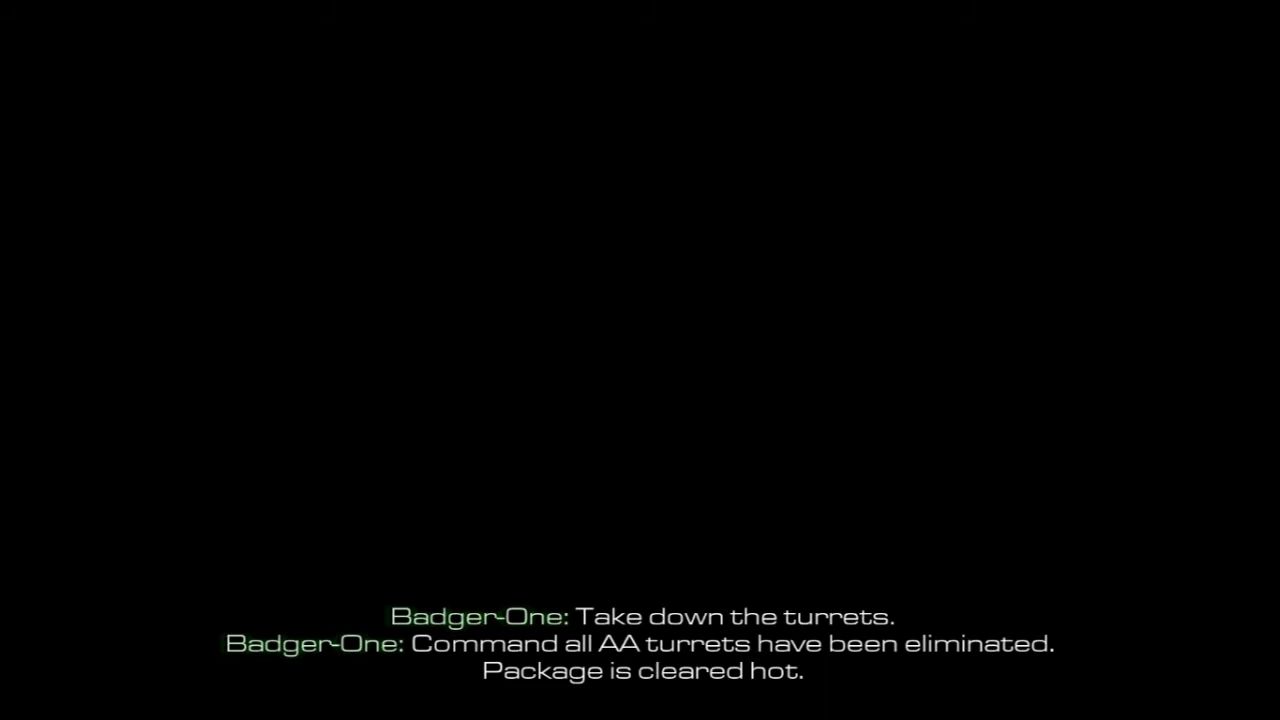 Badger-One: Take down the turrets.
Badger-One: Command all AA turrets have been eliminated.
Package is cleared hot.